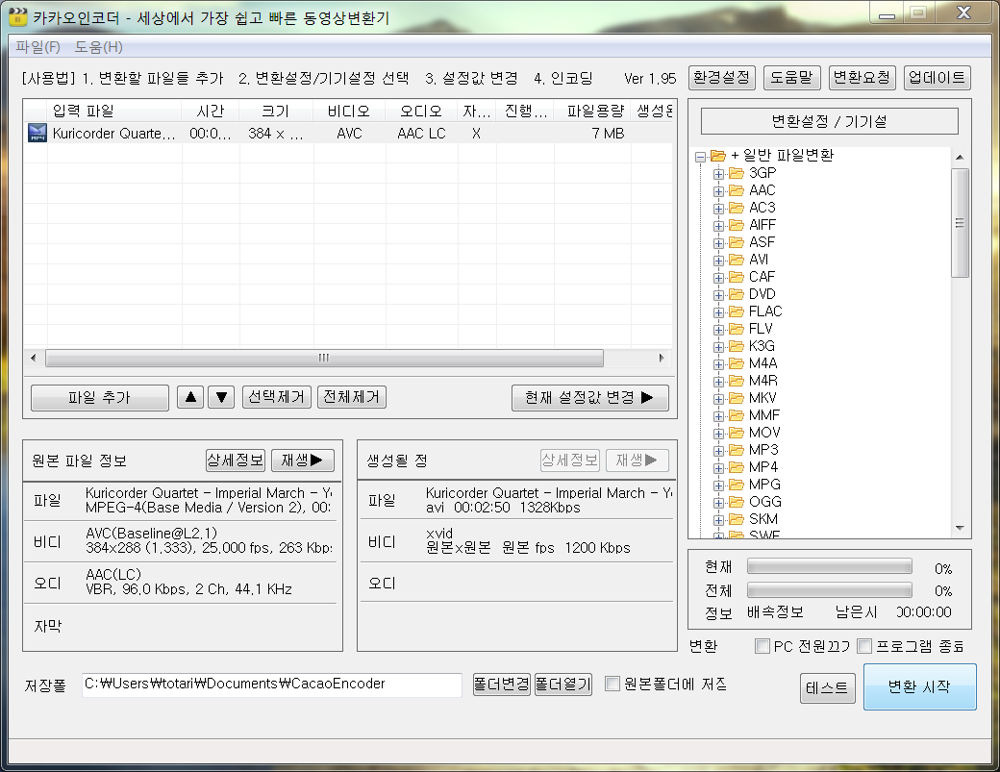 카카오인코더 - 세상에서 가장 쉽고 빠른 동영상변환기
파일(F) 도움(H)
[사용법] 1. 변환할 파일들 추가 2. 변환설정/기기설정 선택 3. 설정값 변경 4. 인코딩 Ver 1.95 환경설정 도움말 변환요청 업데이트
입력 파일 시간 크기 비디오 오디오 자... 진행... 파일용량 생성
Kuricorder Quarte... 00:0... 384 x ... AVC AAC LC X 7 MB
파일 추가 ▲ ▼ 선택제거 전체제거 현재 설정값 변경 ▶
변환설정 / 기기설
+ 일반 파일변환
3GP
AAC
AC3
AIFF
ASF
AVI
CAF
DVD
FLAC
FLV
K3G
M4A
M4R
MKV
MMF
MOV
MP3
MP4
MPG
OGG
SKM
SWF
원본 파일 정보 상세정보 재생▶
파일 Kuricorder Quartet - Imperial March - Y
MPEG-4(Base Media / Version 2), 00:
비디 AVC(Baseline@L2.1)
384x288 (1.333), 25.000 fps, 263 Kbp
오디 AAC(LC)
VBR, 96.0 Kbps, 2 Ch, 44.1 KHz
자막
생성될 정 상세정보 재생▶
파일 Kuricorder Quartet - Imperial March - Y
avi 00:02:50 1328Kbps
비디 xvid
원본x원본 원본 fps 1200 Kbps
오디
현재 0%
전체 0%
정보 배속정보 남은시 00:00:00
변환 PC 전원끄기 프로그램 종료
저장폴 C:₩Users₩totari₩Documents₩CacaoEncoder 폴더변경 폴더열기 원본폴더에 저장 테스트 변환 시작